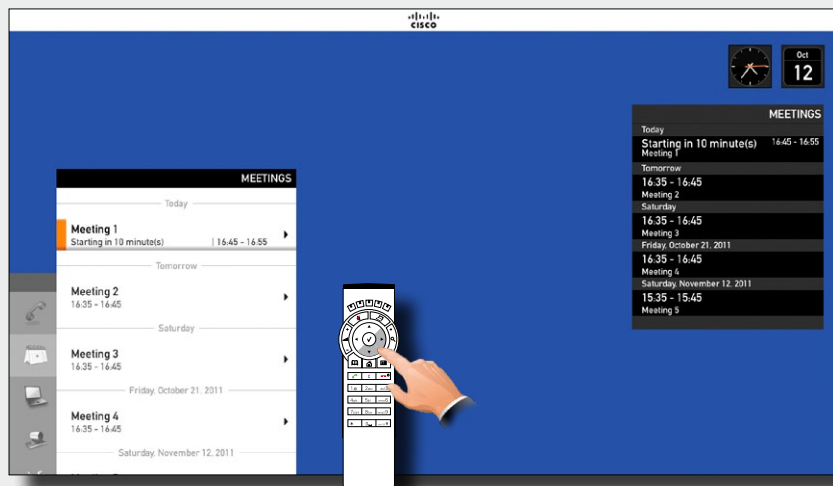 CISCO
Oct
12
MEETINGS
Today
Starting in 10 minute(s) 16:45 - 16:55
Meeting 1
Tomorrow
16:35 - 16:45
Meeting 2
Saturday
16:35 - 16:45
Meeting 3
Friday, October 21, 2011
16:35 - 16:45
Meeting 4
Saturday, November 12, 2011
15:35 - 15:45
Meeting 5
MEETINGS
Today
Meeting 1
Starting in 10 minute(s) | 16:45 - 16:55
Tomorrow
Meeting 2
16:35 - 16:45
Saturday
Meeting 3
16:35 - 16:45
Friday, October 21, 2011
Meeting 4
16:35 - 16:45
Saturday, November 12, 2011